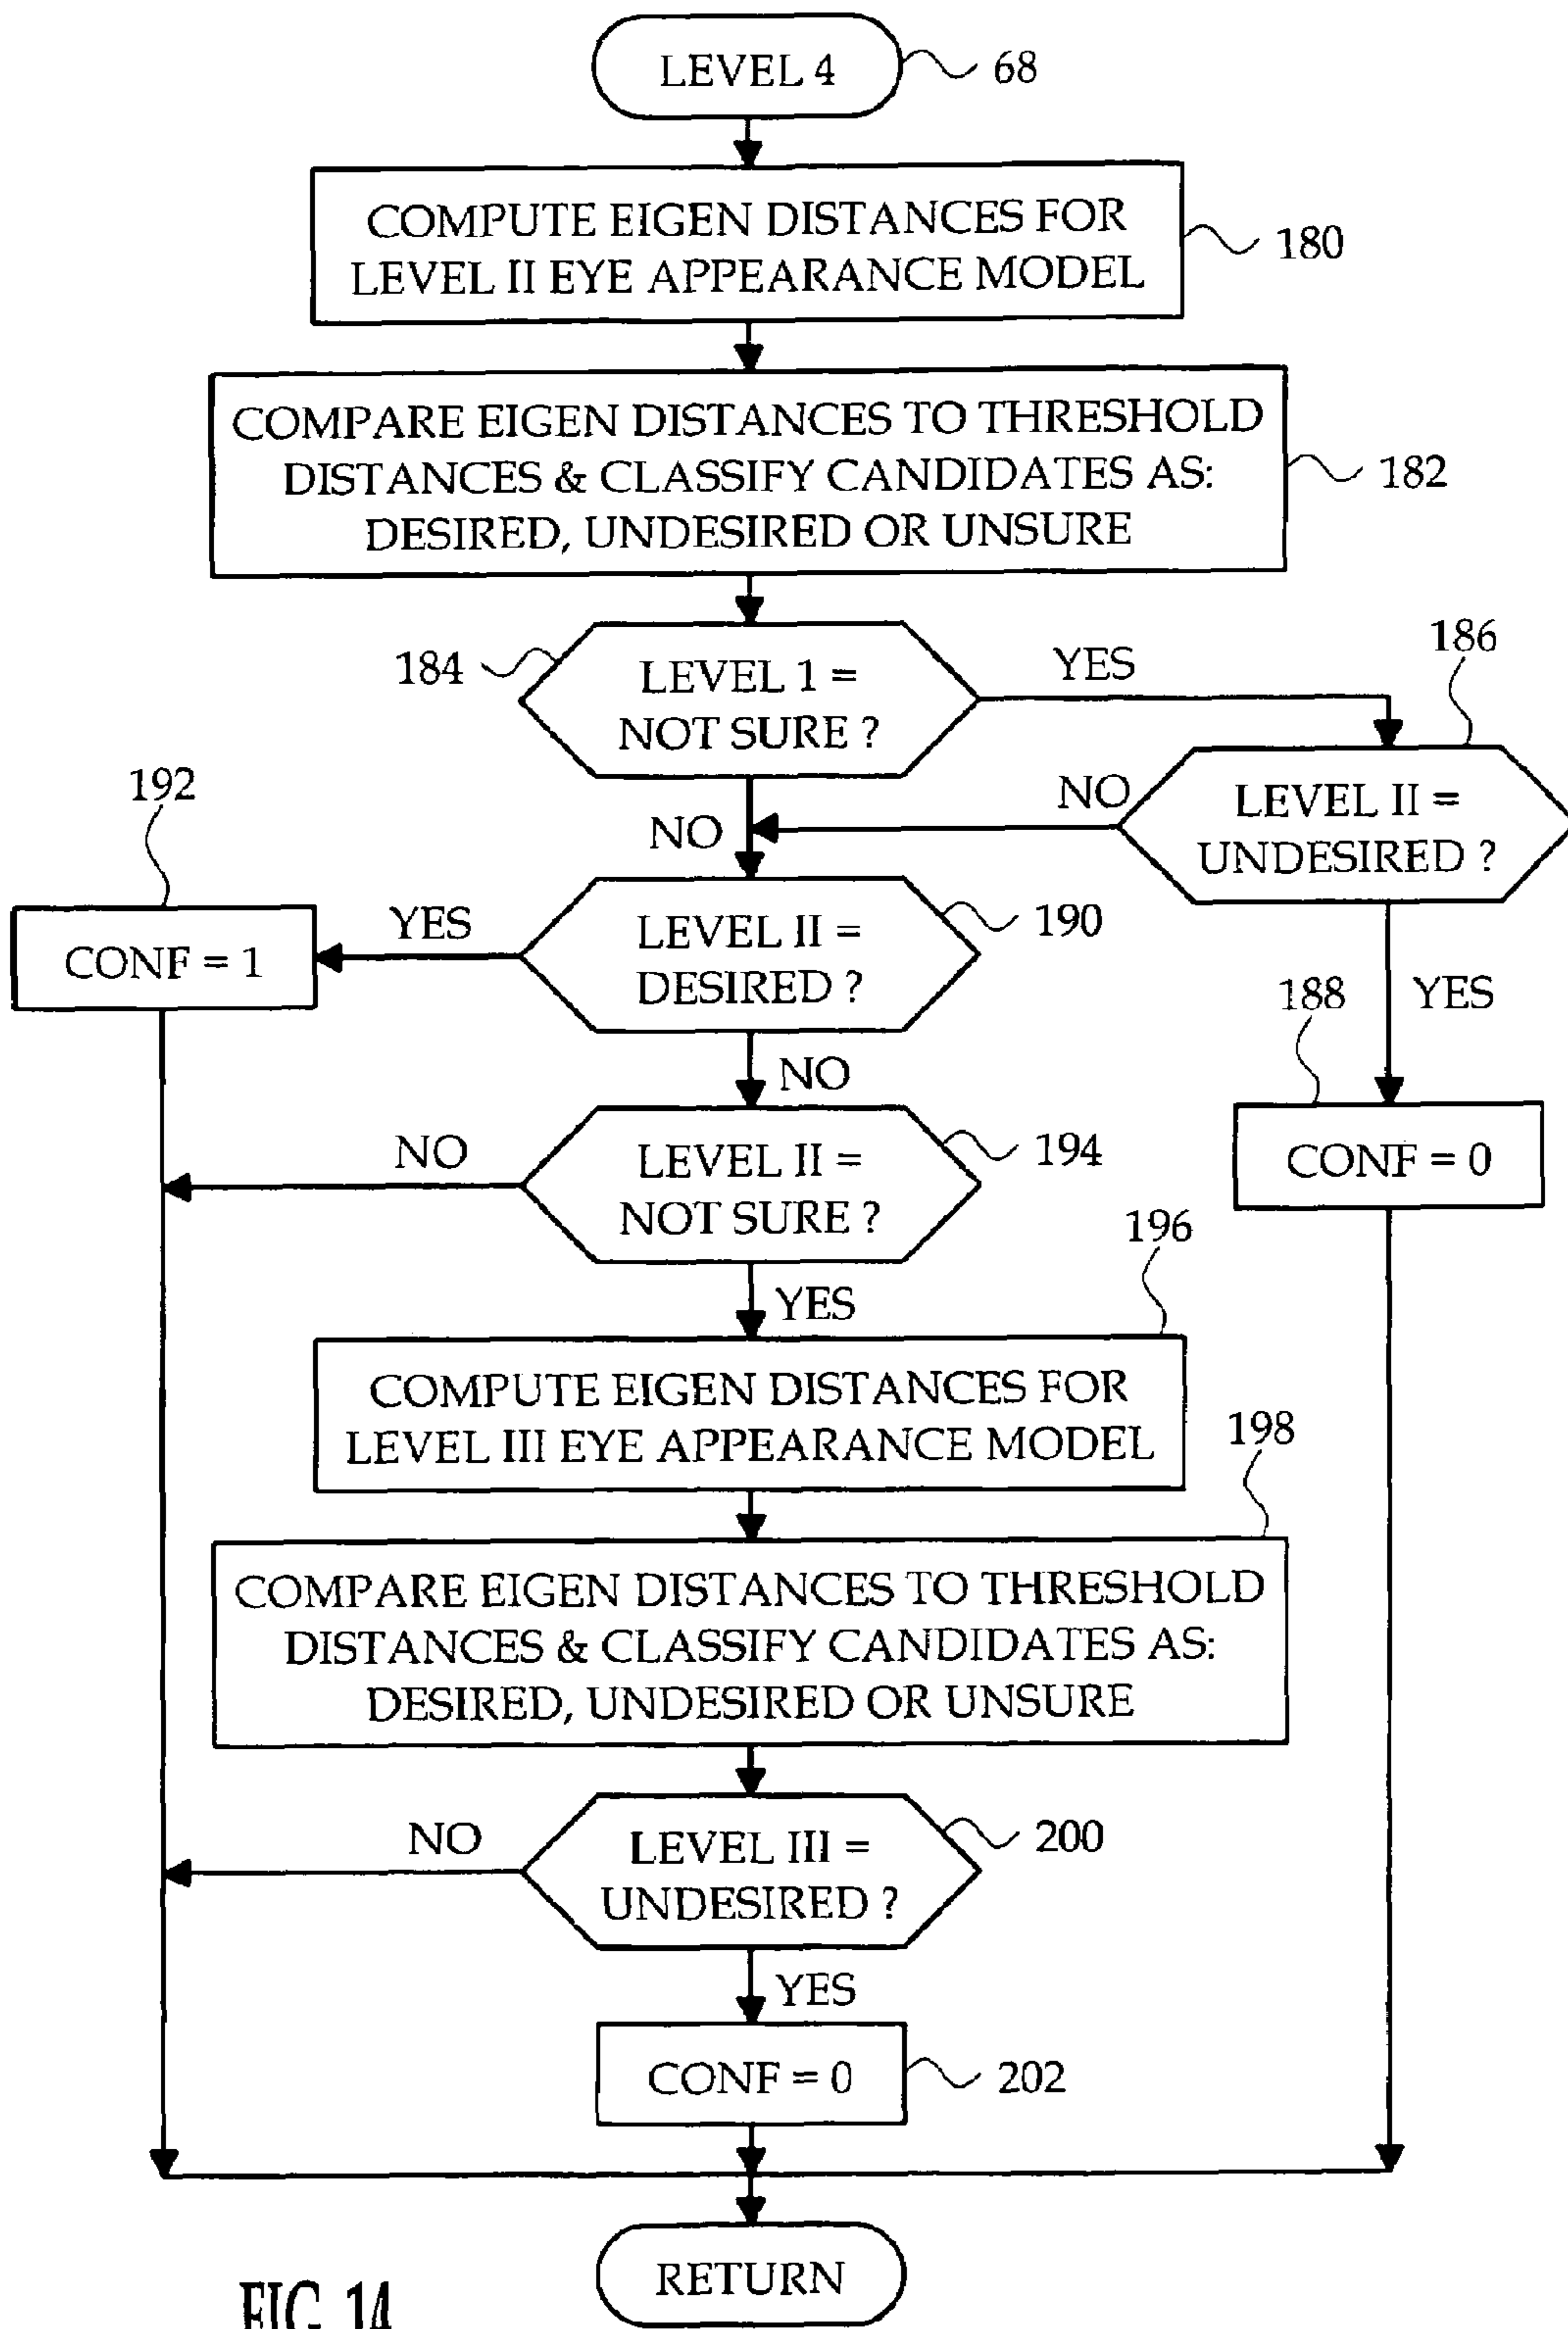 LEVEL 4
68
COMPUTE EIGEN DISTANCES FOR
LEVEL II EYE APPEARANCE MODEL
180
COMPARE EIGEN DISTANCES TO THRESHOLD
DISTANCES & CLASSIFY CANDIDATES AS:
DESIRED, UNDESIRED OR UNSURE
182
184
LEVEL 1 =
NOT SURE ?
YES
186
LEVEL II =
UNDESIRED ?
NO
NO
192
CONF = 1
YES
LEVEL II =
DESIRED ?
190
188
YES
CONF = 0
NO
NO
LEVEL II =
NOT SURE ?
194
YES
196
COMPUTE EIGEN DISTANCES FOR
LEVEL III EYE APPEARANCE MODEL
198
COMPARE EIGEN DISTANCES TO THRESHOLD
DISTANCES & CLASSIFY CANDIDATES AS:
DESIRED, UNDESIRED OR UNSURE
NO
LEVEL III =
UNDESIRED ?
200
YES
CONF = 0
202
RETURN
FIG. 14